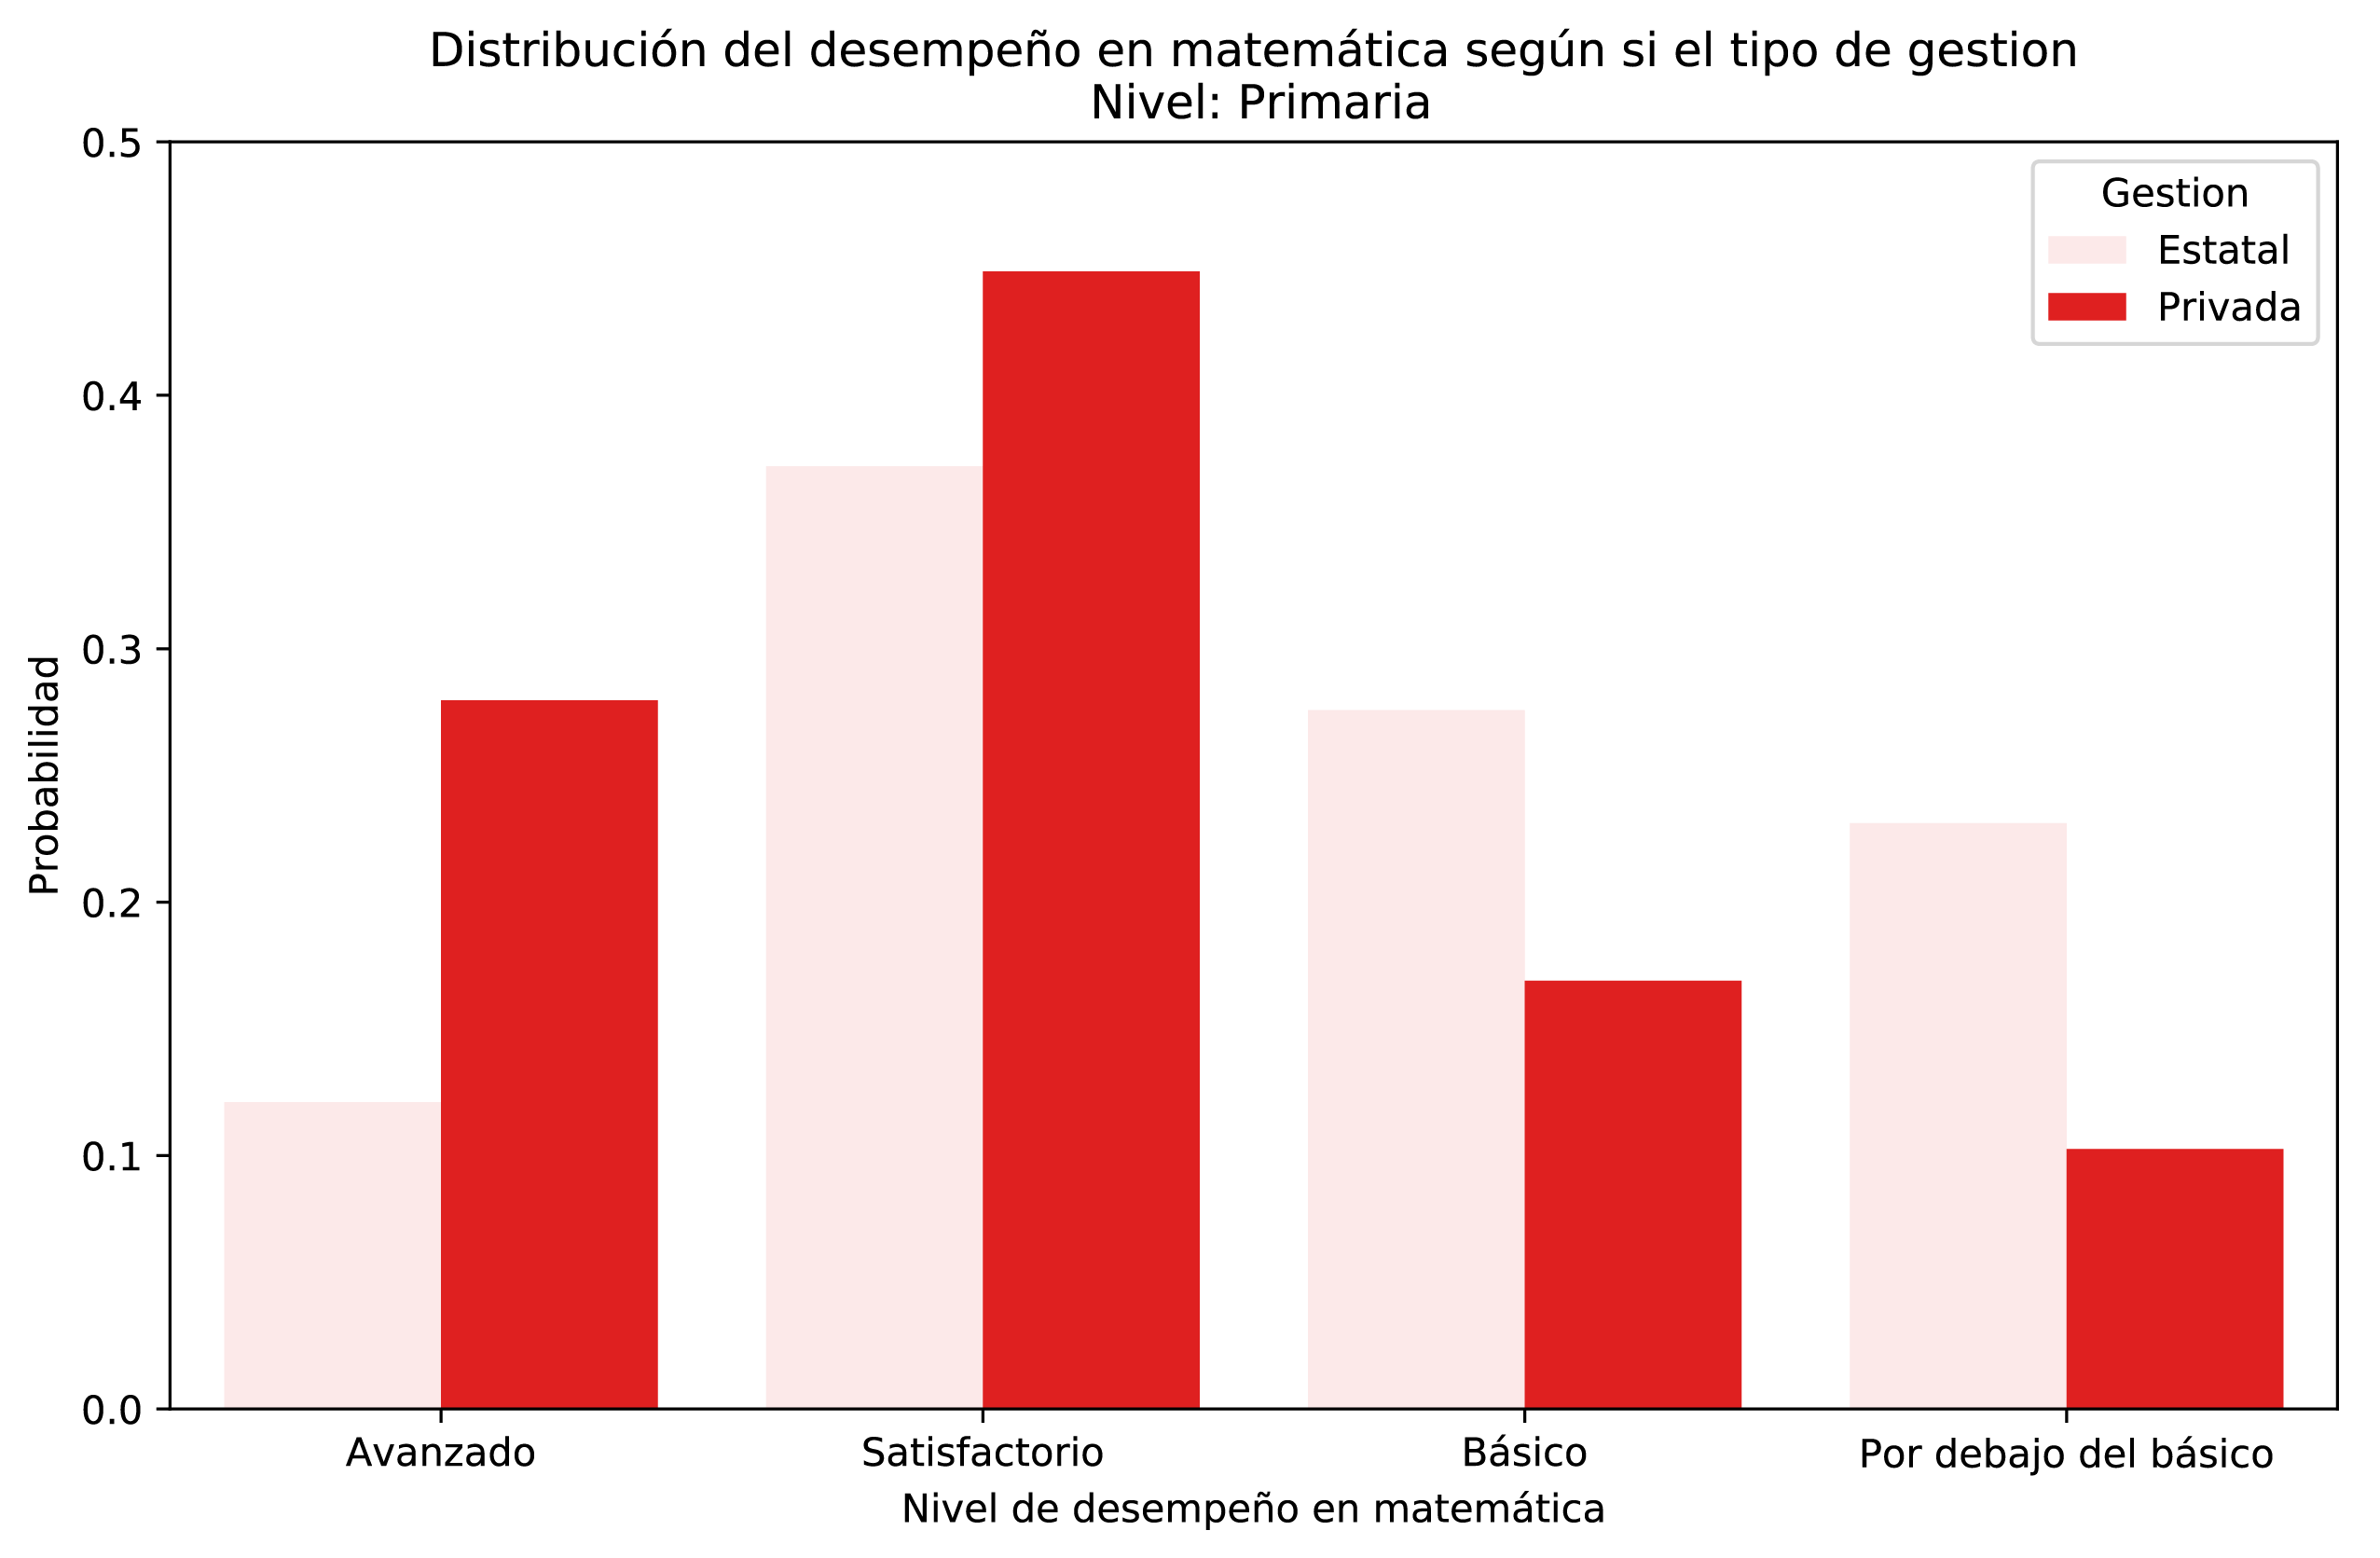 Distribución del desempeño en matemática según si el tipo de gestion
Nivel: Primaria
Gestion
Estatal
Privada
Probabilidad
0.5
0.4
0.3
0.2
0.1
0.0
Avanzado
Satisfactorio
Básico
Por debajo del básico
Nivel de desempeño en matemática